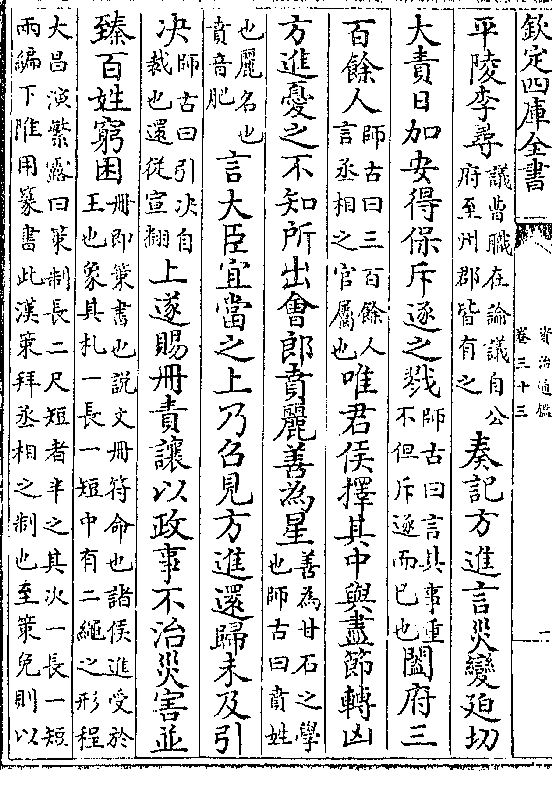 欽定四庫全書
資治通鑑
卷三十三
一
平陵李尋議曹職在論議自公府至州郡皆有之奏記方進言災變迫切
大責日加安得保斥逐之戮師古曰言其事重不但斥逐而已也闔府三
百餘人師古曰三百餘人言丞相之官屬也唯君侯擇其中與盡節轉凶
方進憂之不知所出會郎賁麗善為星善為甘石之學也師古曰賁姓
也麗名也賁音肥言大臣宜當之上乃召見方進還歸未及引
决師古曰引决自裁也還從宣翻上遂賜冊責讓以政事不治災害並
臻百姓窮困冊即策書也說文冊符命也諸侯進受於王也象其札一長一短中有二繩之形程
大昌演繁露曰策制長二尺短者半之其次一長一短兩編下附用篆書此漢策拜丞相之制也至策免則以